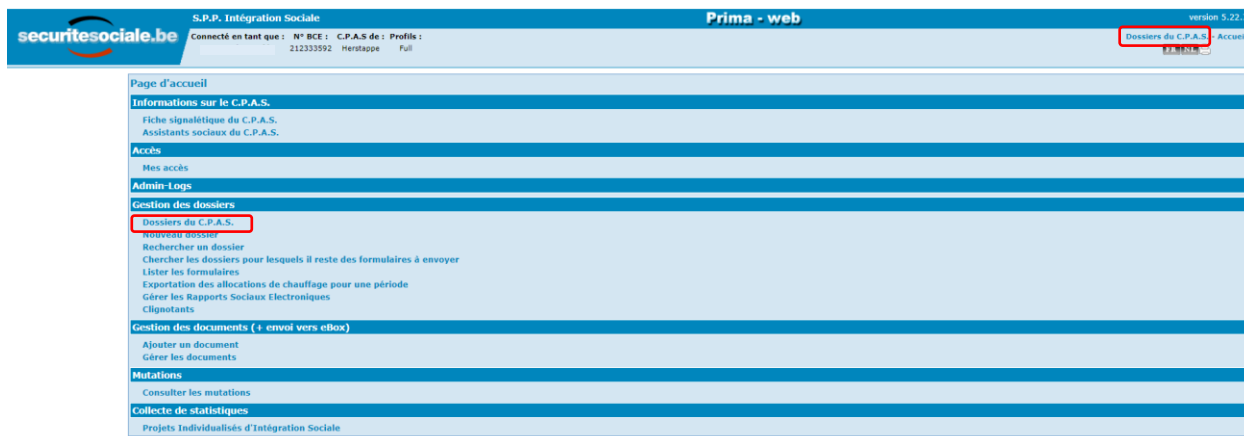 S.P.P. Intégration Sociale
Prima - web
version 5.22.
securitesociale.be
Connecté en tant que : N° BCE : C.P.A.S de : Profils :
212333592 Herstappe Full
Dossiers du C.P.A.S. - Accueil
FR NL
Page d'accueil
Informations sur le C.P.A.S.
Fiche signalétique du C.P.A.S.
Assistants sociaux du C.P.A.S.
Accès
Mes accès
Admin-Logs
Gestion des dossiers
Dossiers du C.P.A.S.
Nouveau dossier
Rechercher un dossier
Chercher les dossiers pour lesquels il reste des formulaires à envoyer
Lister les formulaires
Exportation des allocations de chauffage pour une période
Gérer les Rapports Sociaux Electroniques
Clignotants
Gestion des documents (+ envoi vers eBox)
Ajouter un document
Gérer les documents
Mutations
Consulter les mutations
Collecte de statistiques
Projets Individualisés d'Intégration Sociale